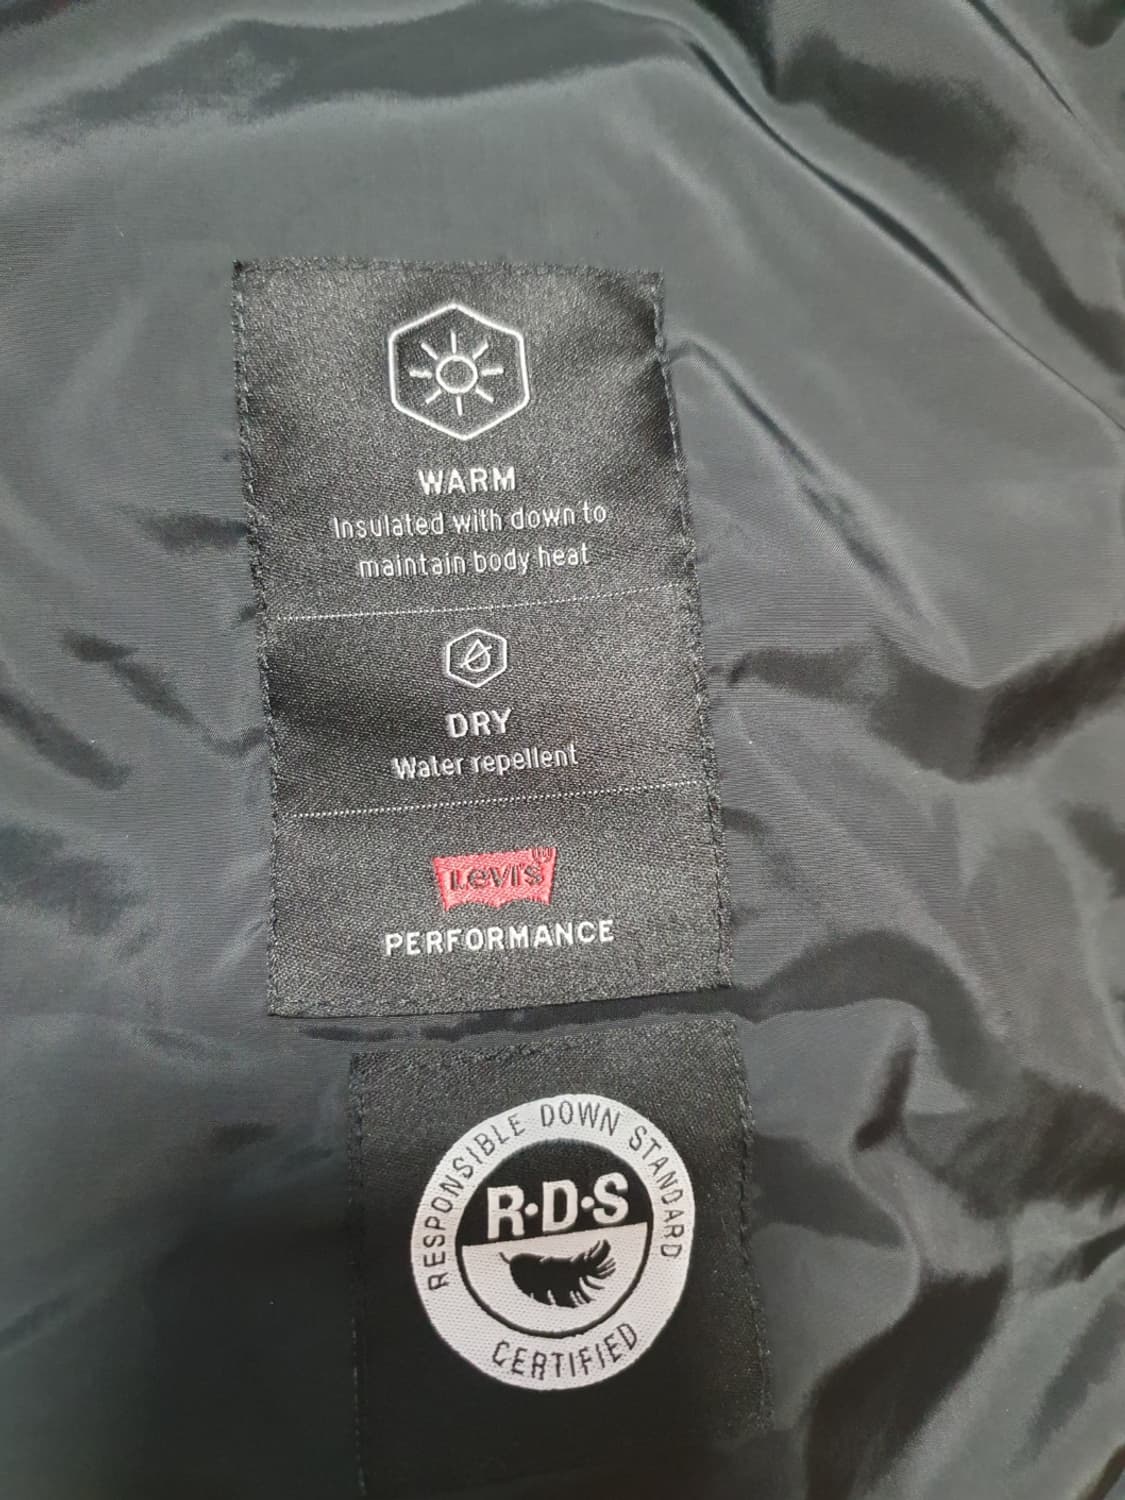 WARM
Insulated with down to
maintain body heat
DRY
Water repellent
Levi's®
PERFORMANCE
RESPONSIBLE DOWN STANDARD
R·D·S
CERTIFIED